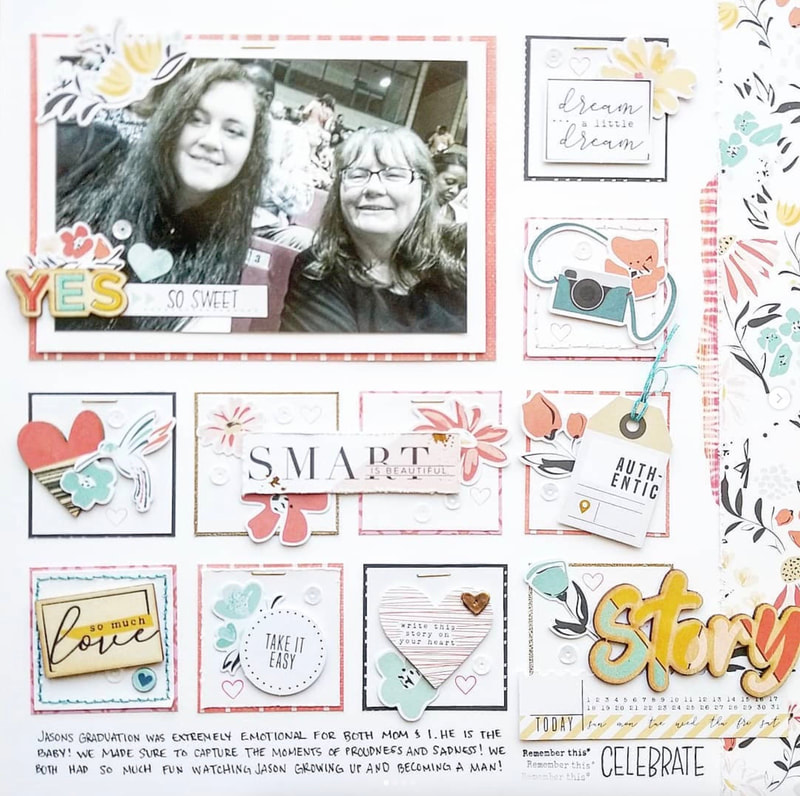 dream
... a little
dream
13
YES
SO SWEET
SMART
IS BEAUTIFUL
AUTH-
ENTIC
so much
love
TAKE IT
EASY
write this
story on
your heart
story
1 2 3 4 5 6 7 8 9 10 11 12 13 14 15 16 17
18 19 20 21 22 23 24 25 26 27 28 29 30 31
TODAY
sun mon tue wed thu fri sat
JASONS GRADUATION WAS EXTREMELY EMOTIONAL FOR BOTH MOM & I. HE IS THE
BABY! WE MADE SURE TO CAPTURE THE MOMENTS OF PROUDNESS AND SADNESS! WE
BOTH HAD SO MUCH FUN WATCHING JASON GROWING UP AND BECOMING A MAN!
Remember this*
Remember this*
Remember this*
CELEBRATE